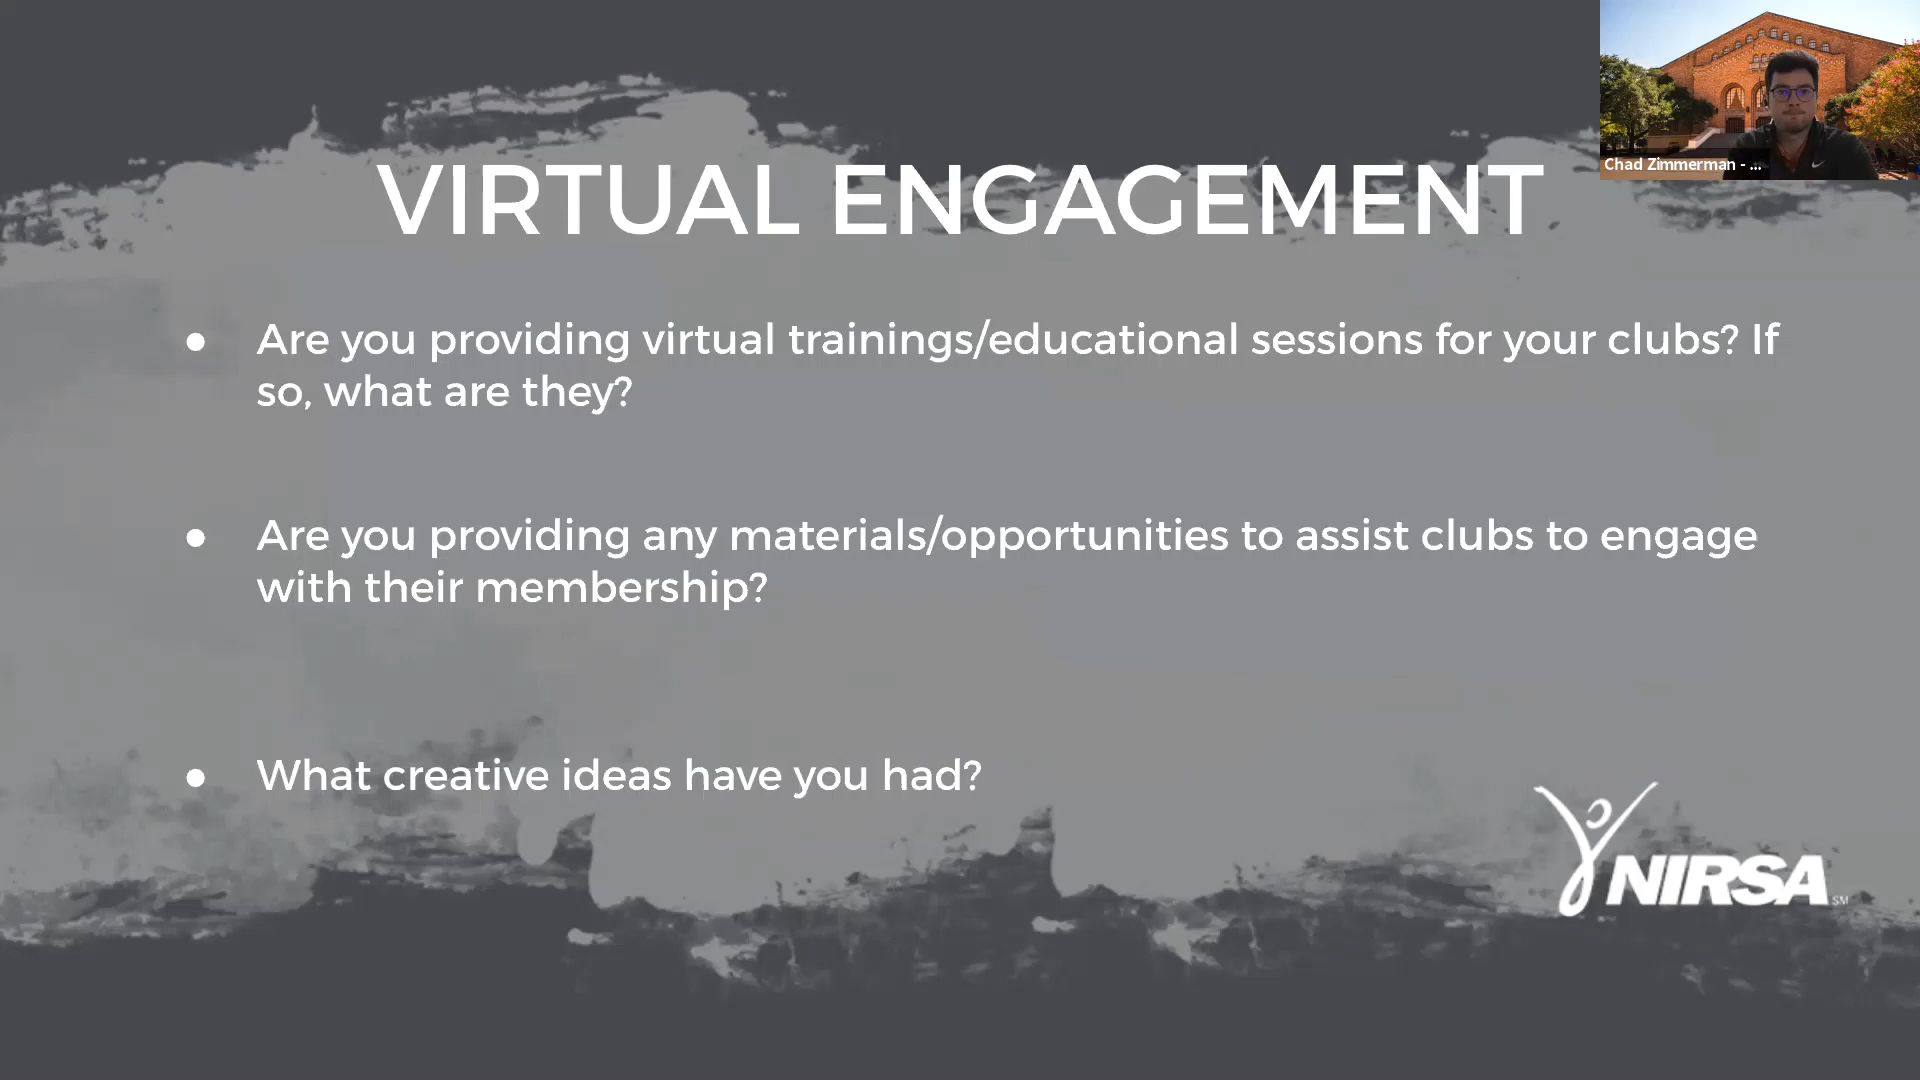 Chad Zimmerman - ...
VIRTUAL ENGAGEMENT
● Are you providing virtual trainings/educational sessions for your clubs? If
so, what are they?
● Are you providing any materials/opportunities to assist clubs to engage
with their membership?
● What creative ideas have you had?
NIRSA SM